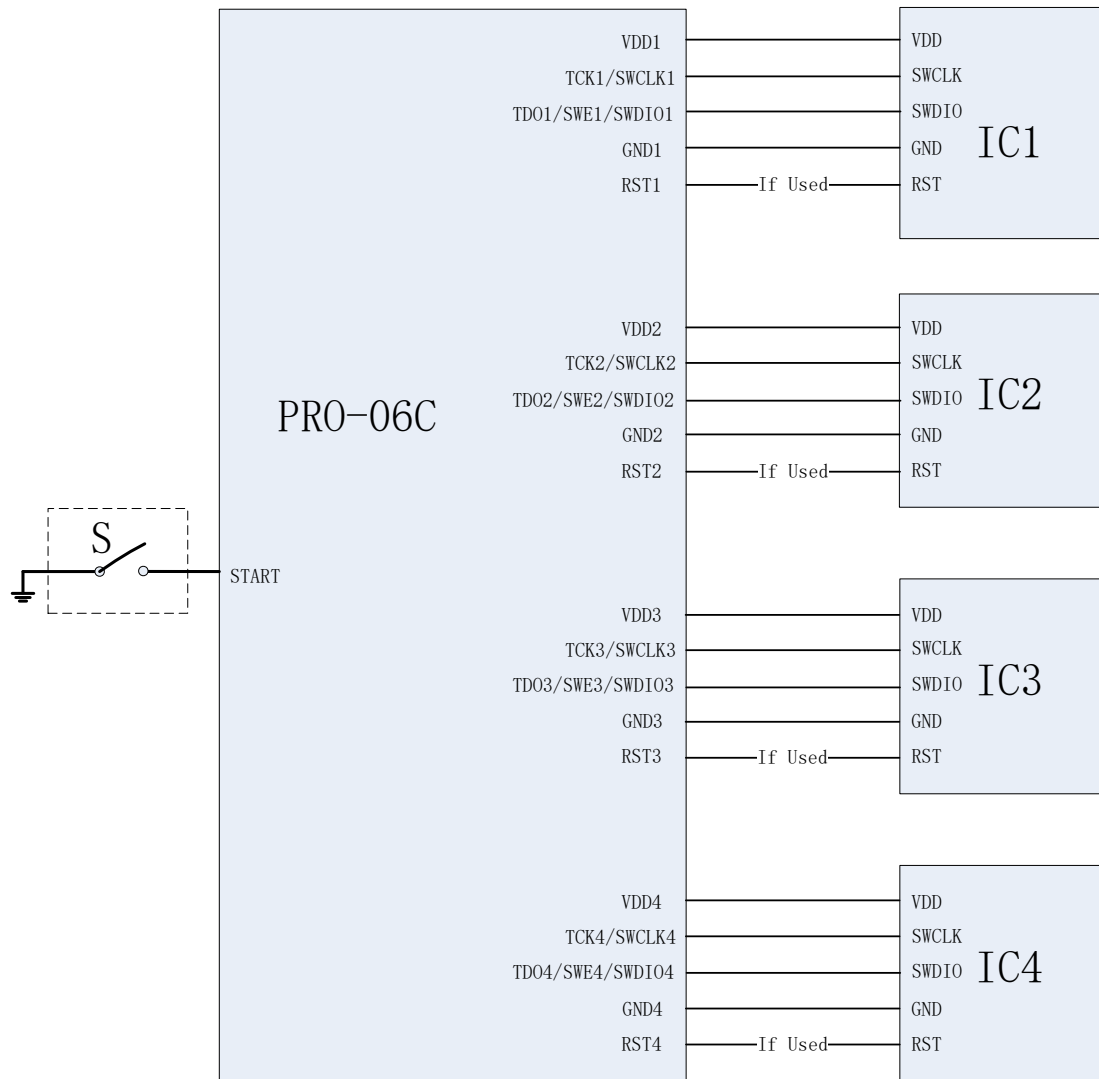 VDD1 VDD
TCK1/SWCLK1 SWCLK
TDO1/SWE1/SWDIO1 SWDIO
GND1 GND
IC1
RST1 If Used RST
VDD2 VDD
TCK2/SWCLK2 SWCLK
TDO2/SWE2/SWDIO2 SWDIO
IC2
PRO-06C
GND2 GND
RST2 If Used RST
S
START
VDD3 VDD
TCK3/SWCLK3 SWCLK
TDO3/SWE3/SWDIO3 SWDIO
IC3
GND3 GND
RST3 If Used RST
VDD4 VDD
TCK4/SWCLK4 SWCLK
TDO4/SWE4/SWDIO4 SWDIO
IC4
GND4 GND
RST4 If Used RST